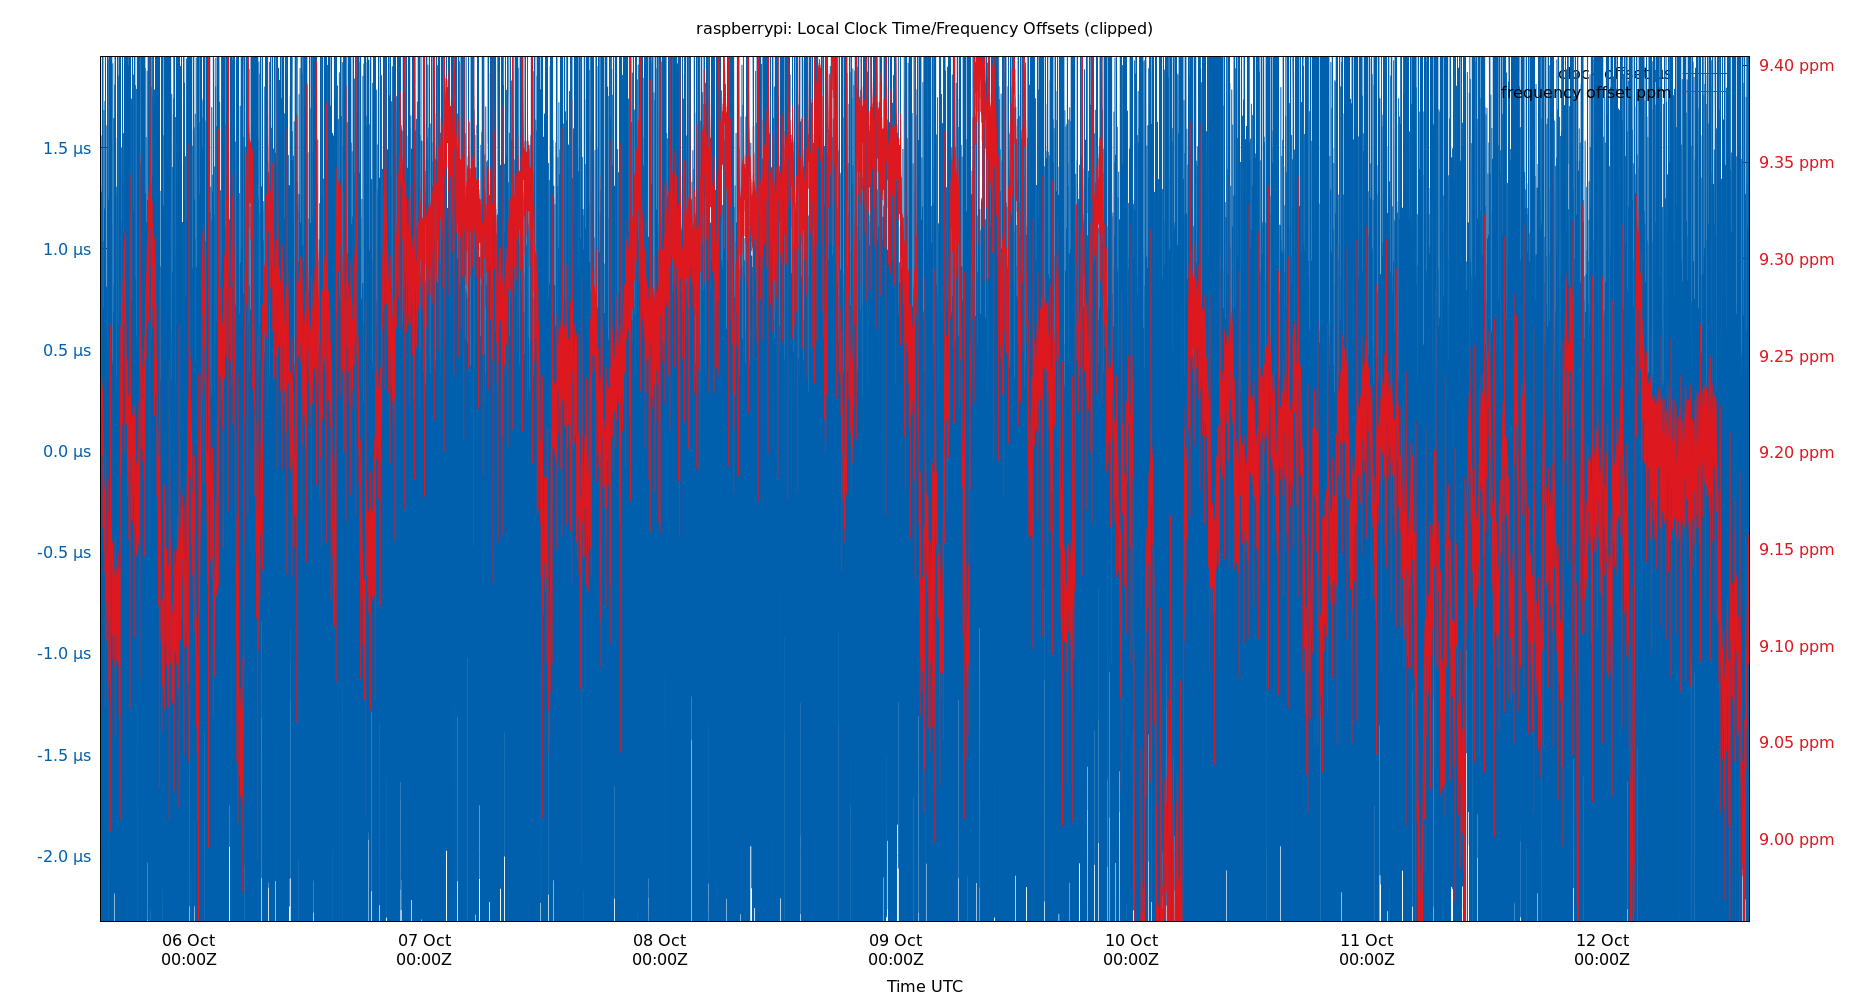 raspberrypi: Local Clock Time/Frequency Offsets (clipped)
9.40 ppm
frequency offset ppm
1.5 µs
9.35 ppm
1.0 µs
9.30 ppm
0.5 µs
9.25 ppm
0.0 µs
9.20 ppm
-0.5 µs
9.15 ppm
-1.0 µs
9.10 ppm
-1.5 µs
9.05 ppm
-2.0 µs
9.00 ppm
06 Oct
00:00Z
07 Oct
00:00Z
08 Oct
00:00Z
09 Oct
00:00Z
10 Oct
00:00Z
11 Oct
00:00Z
12 Oct
00:00Z
Time UTC